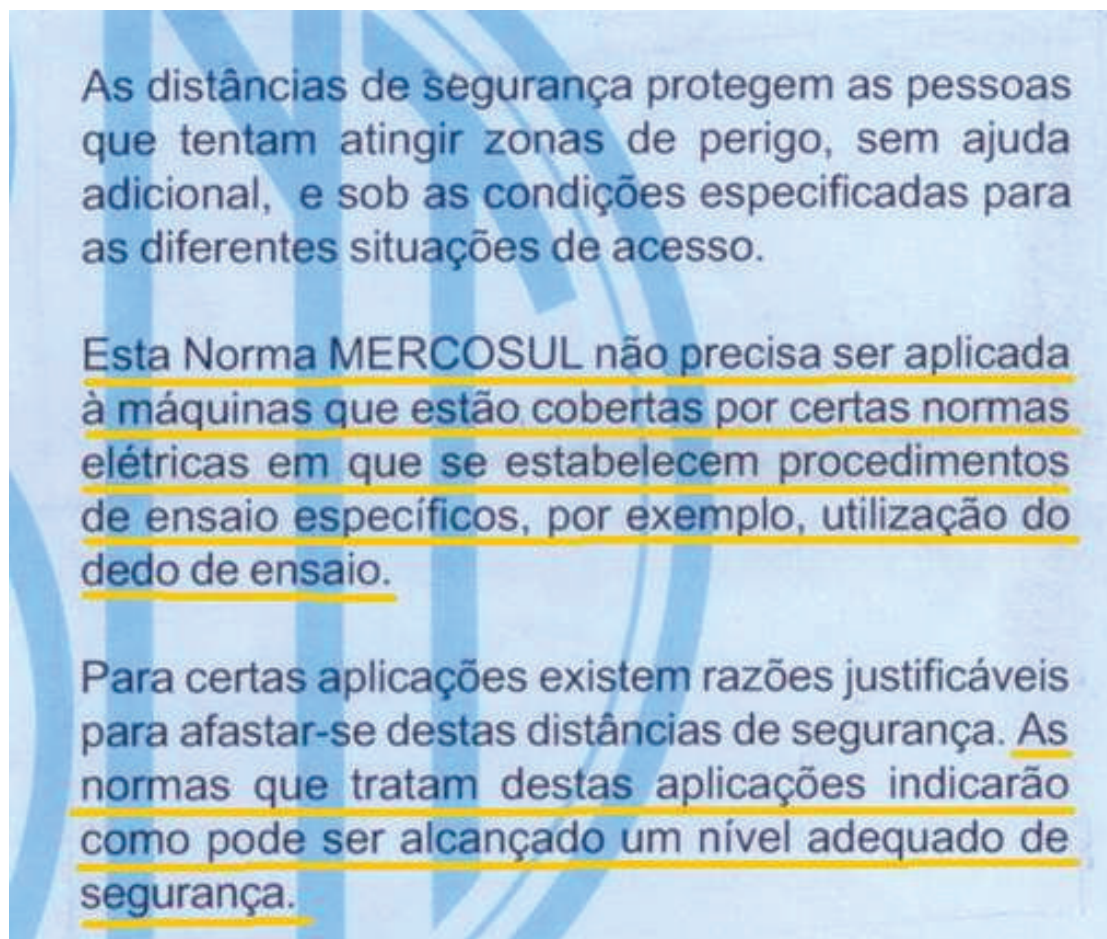 As distâncias de segurança protegem as pessoas
que tentam atingir zonas de perigo, sem ajuda
adicional, e sob as condições especificadas para
as diferentes situações de acesso.
Esta Norma MERCOSUL não precisa ser aplicada
à máquinas que estão cobertas por certas normas
elétricas em que se estabelecem procedimentos
de ensaio específicos, por exemplo, utilização do
dedo de ensaio.
Para certas aplicações existem razões justificáveis
para afastar-se destas distâncias de segurança. As
normas que tratam destas aplicações indicarão
como pode ser alcançado um nível adequado de
segurança.